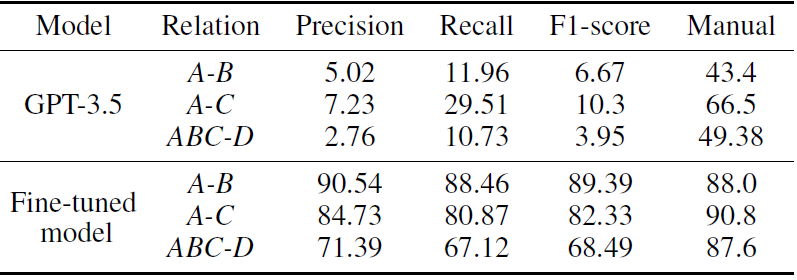 Model Relation Precision Recall F1-score Manual
A-B 5.02 11.96 6.67 43.4
GPT-3.5 A-C 7.23 29.51 10.3 66.5
ABC-D 2.76 10.73 3.95 49.38
A-B 90.54 88.46 89.39 88.0
Fine-tuned model A-C 84.73 80.87 82.33 90.8
ABC-D 71.39 67.12 68.49 87.6